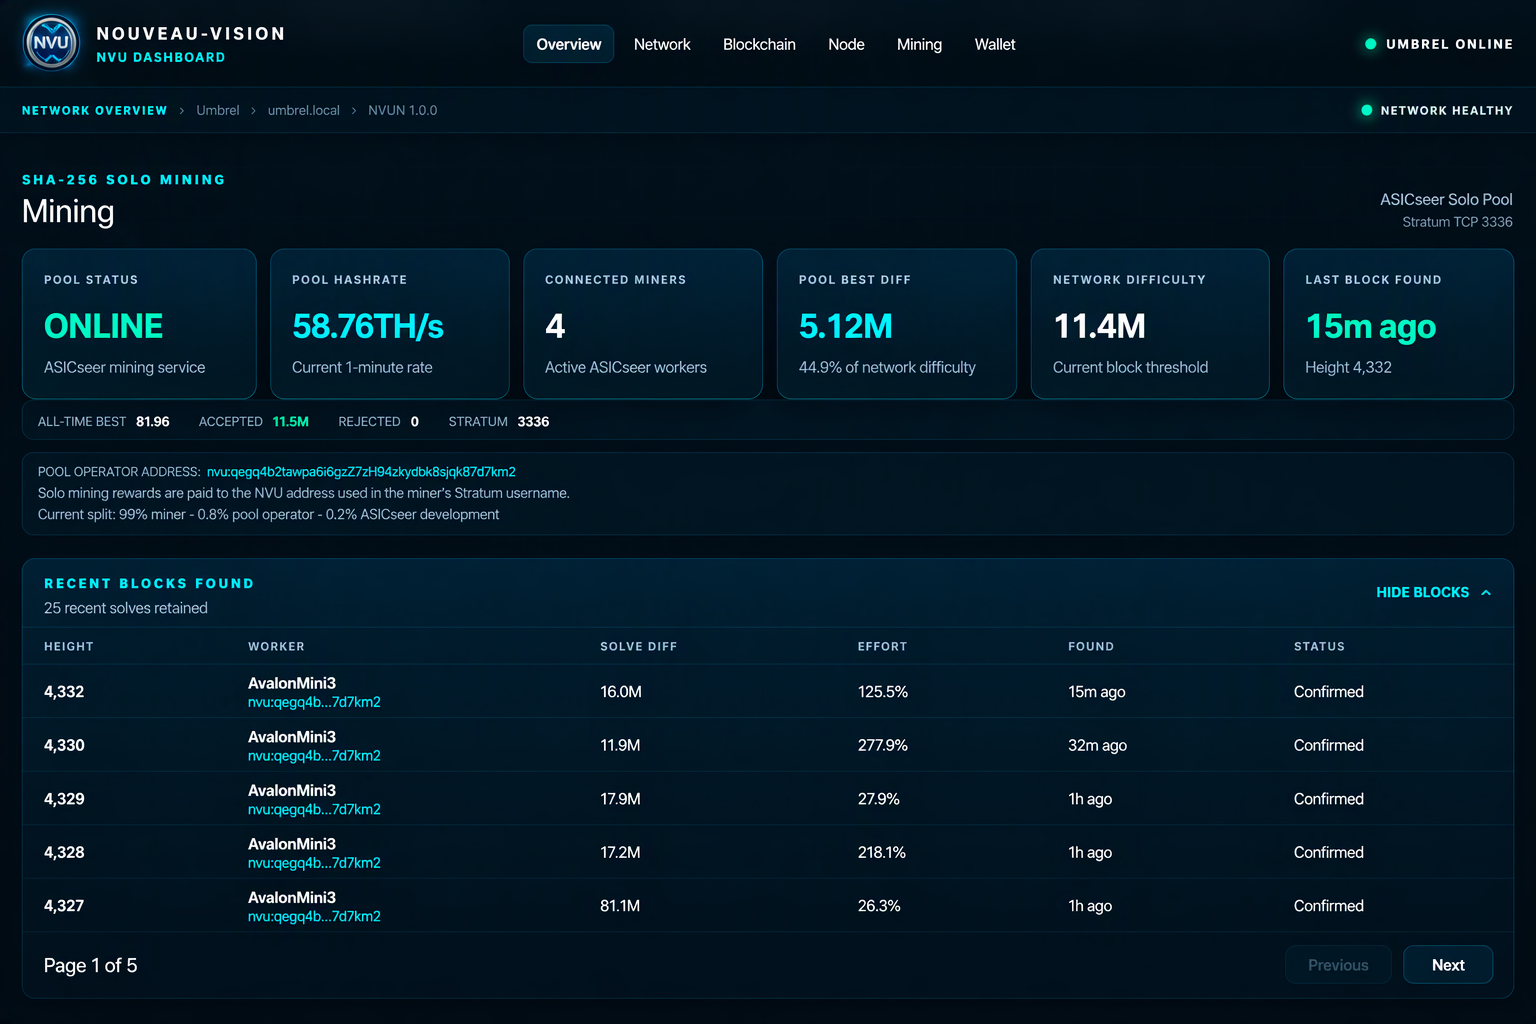 NVU
NOUVEAU-VISION
NVU DASHBOARD
Overview
Network
Blockchain
Node
Mining
Wallet
UMBREL ONLINE
NETWORK OVERVIEW › Umbrel › umbrel.local › NVUN 1.0.0
NETWORK HEALTHY
SHA-256 SOLO MINING
Mining
ASICseer Solo Pool
Stratum TCP 3336
POOL STATUS
ONLINE
ASICseer mining service
POOL HASHRATE
58.76TH/s
Current 1-minute rate
CONNECTED MINERS
4
Active ASICseer workers
POOL BEST DIFF
5.12M
44.9% of network difficulty
NETWORK DIFFICULTY
11.4M
Current block threshold
LAST BLOCK FOUND
15m ago
Height 4,332
ALL-TIME BEST 81.96 ACCEPTED 11.5M REJECTED 0 STRATUM 3336
POOL OPERATOR ADDRESS: nvu:qegq4b2tawpa6i6gzZ7zH94zkydbk8sjqk87d7km2
Solo mining rewards are paid to the NVU address used in the miner's Stratum username.
Current split: 99% miner - 0.8% pool operator - 0.2% ASICseer development
RECENT BLOCKS FOUND
25 recent solves retained
HIDE BLOCKS
HEIGHT WORKER SOLVE DIFF EFFORT FOUND STATUS
4,332 AvalonMini3 16.0M 125.5% 15m ago Confirmed
nvu:qegq4b...7d7km2
4,330 AvalonMini3 11.9M 277.9% 32m ago Confirmed
nvu:qegq4b...7d7km2
4,329 AvalonMini3 17.9M 27.9% 1h ago Confirmed
nvu:qegq4b...7d7km2
4,328 AvalonMini3 17.2M 218.1% 1h ago Confirmed
nvu:qegq4b...7d7km2
4,327 AvalonMini3 81.1M 26.3% 1h ago Confirmed
nvu:qegq4b...7d7km2
Page 1 of 5
Previous
Next